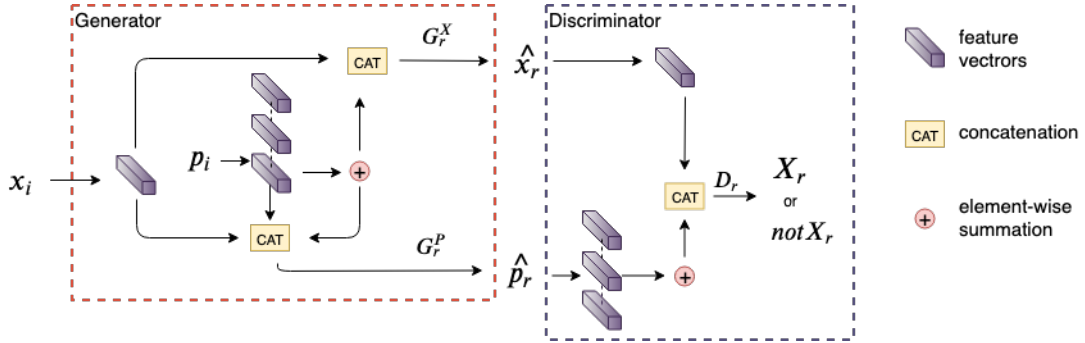 Generator
G_r^X
CAT
p_i
x_i
CAT
G_r^P
x̂_r
p̂_r
Discriminator
CAT
D_r
X_r
or
not X_r
feature
vectrors
CAT
concatenation
element-wise
summation